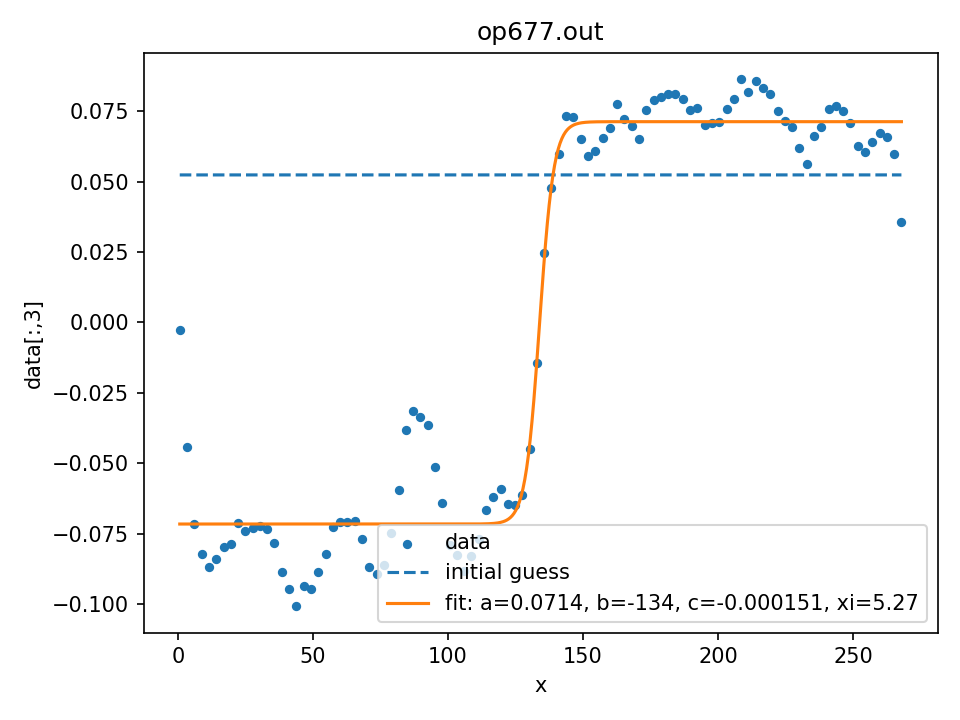 op677.out
data[:,3]
0.075
0.050
0.025
0.000
−0.025
−0.050
−0.075
−0.100
data
initial guess
fit: a=0.0714, b=-134, c=-0.000151, xi=5.27
0 50 100 150 200 250
x